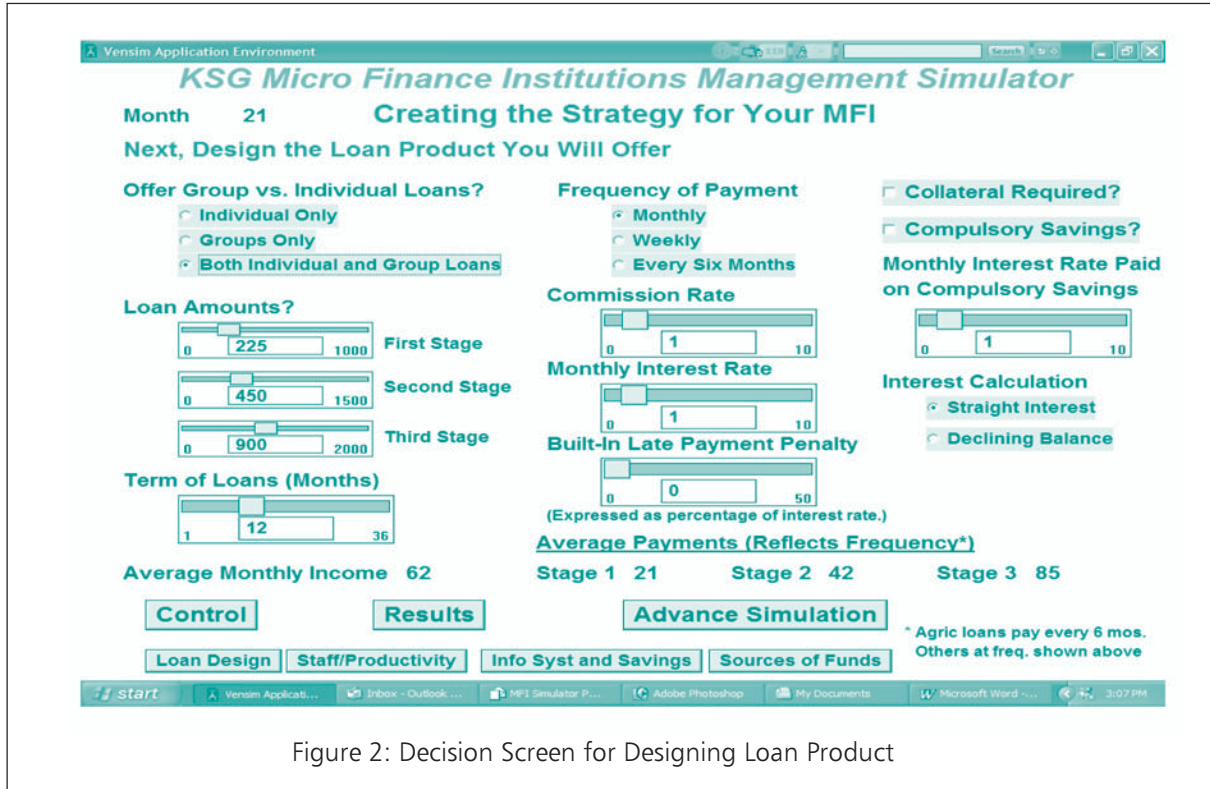 Vensim Application Environment
Search
KSG Micro Finance Institutions Management Simulator
Month 21 Creating the Strategy for Your MFI
Next, Design the Loan Product You Will Offer
Offer Group vs. Individual Loans?
Individual Only
Groups Only
Both Individual and Group Loans
Loan Amounts?
0 225 1000 First Stage
0 450 1500 Second Stage
0 900 2000 Third Stage
Term of Loans (Months)
1 12 36
Average Monthly Income 62
Frequency of Payment
Monthly
Weekly
Every Six Months
Commission Rate
0 1 10
Monthly Interest Rate
0 1 10
Built-In Late Payment Penalty
0 0 50
(Expressed as percentage of interest rate.)
Collateral Required?
Compulsory Savings?
Monthly Interest Rate Paid
on Compulsory Savings
0 1 10
Interest Calculation
Straight Interest
Declining Balance
Average Payments (Reflects Frequency*)
Stage 1 21 Stage 2 42 Stage 3 85
Control Results Advance Simulation
* Agric loans pay every 6 mos.
Others at freq. shown above
Loan Design Staff/Productivity Info Syst and Savings Sources of Funds
start Vensim Applicati... Inbox - Outlook ... MFI Simulator P... Adobe Photoshop My Documents Microsoft Word -... 3:07 PM
Figure 2: Decision Screen for Designing Loan Product